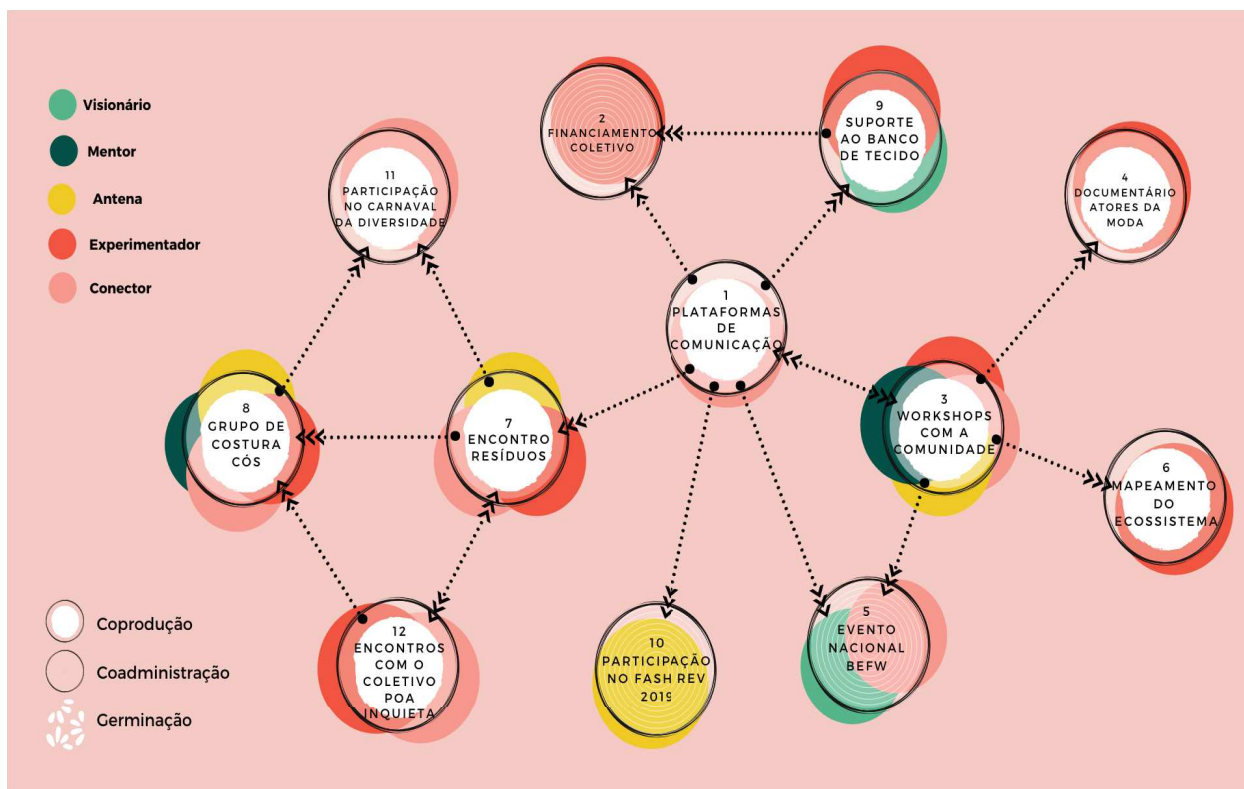 Visionário
Mentor
Antena
Experimentador
Conector
11
PARTICIPAÇÃO
NO CARNAVAL
DA DIVERSIDADE
2
FINANCIAMENTO
COLETIVO
9
SUPORTE
AO BANCO
DE TECIDO
4
DOCUMENTÁRIO
ATORES DA
MODA
1
PLATAFORMAS
DE
COMUNICAÇÃO
8
GRUPO DE
COSTURA
CÓS
7
ENCONTRO
RESÍDUOS
3
WORKSHOPS
COM A
COMUNIDADE
6
MAPEAMENTO
DO
ECOSSISTEMA
12
ENCONTROS
COM O
COLETIVO
POA
INQUIETA
10
PARTICIPAÇÃO
NO FASH REV
2019
5
EVENTO
NACIONAL
BEFW
Coprodução
Coadministração
Germinação